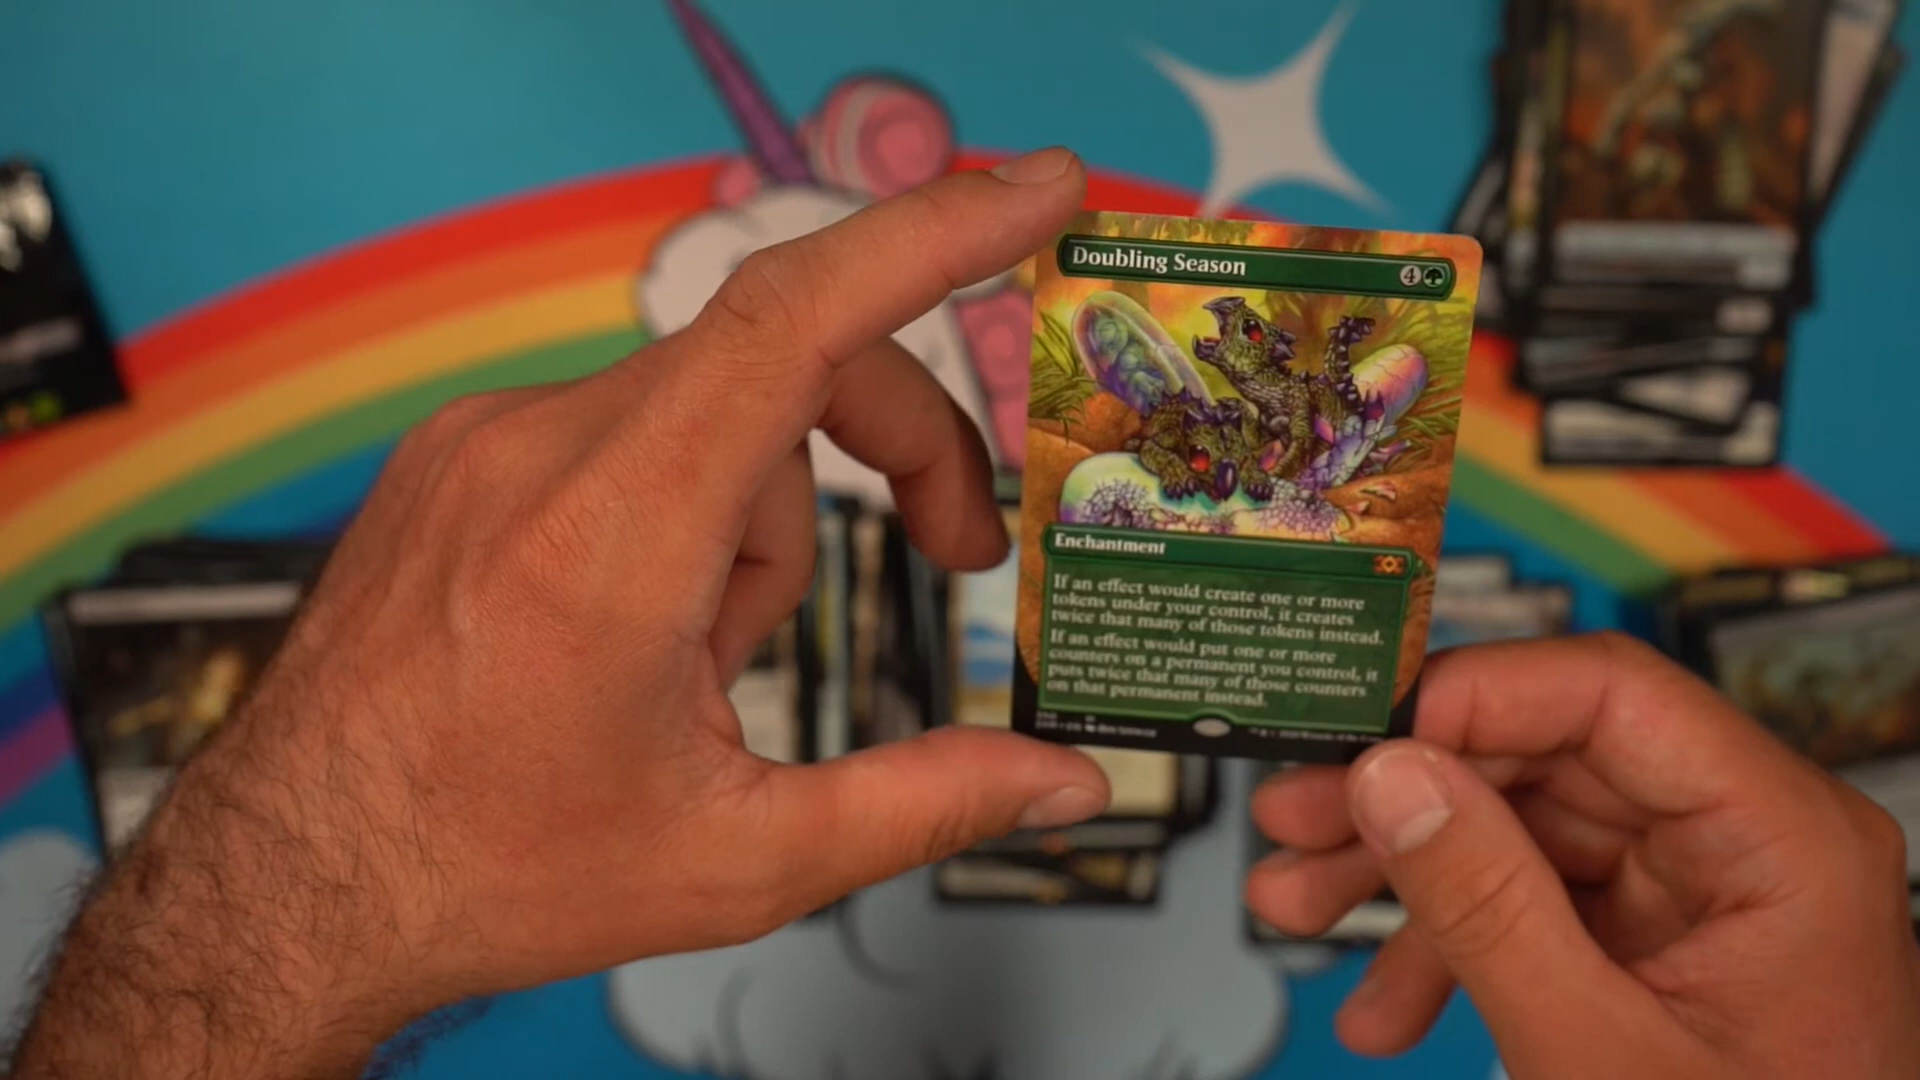 Doubling Season 4
Enchantment
If an effect would create one or more
tokens under your control, it creates
twice that many of those tokens instead.
If an effect would put one or more
counters on a permanent you control, it
puts twice that many of those counters
on that permanent instead.